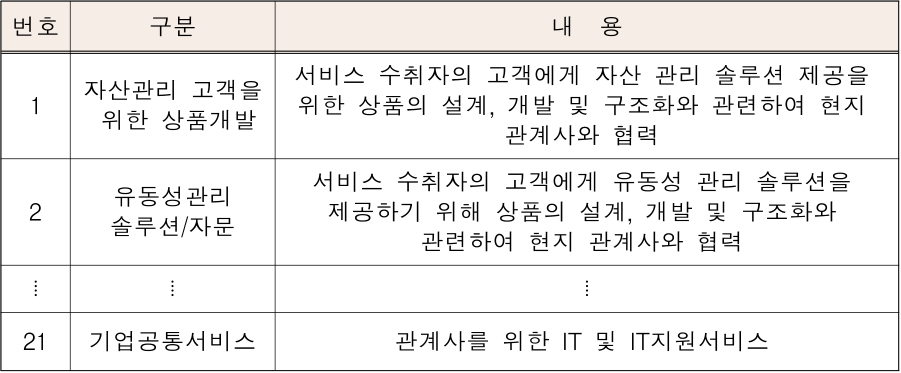 번호 구분 내 용
1 자산관리 고객을 위한 상품개발 서비스 수취자의 고객에게 자산 관리 솔루션 제공을
위한 상품의 설계, 개발 및 구조화와 관련하여 현지
관계사와 협력
2 유동성관리 솔루션/자문 서비스 수취자의 고객에게 유동성 관리 솔루션을
제공하기 위해 상품의 설계, 개발 및 구조화와
관련하여 현지 관계사와 협력
⁞ ⁞ ⁞
21 기업공통서비스 관계사를 위한 IT 및 IT지원서비스